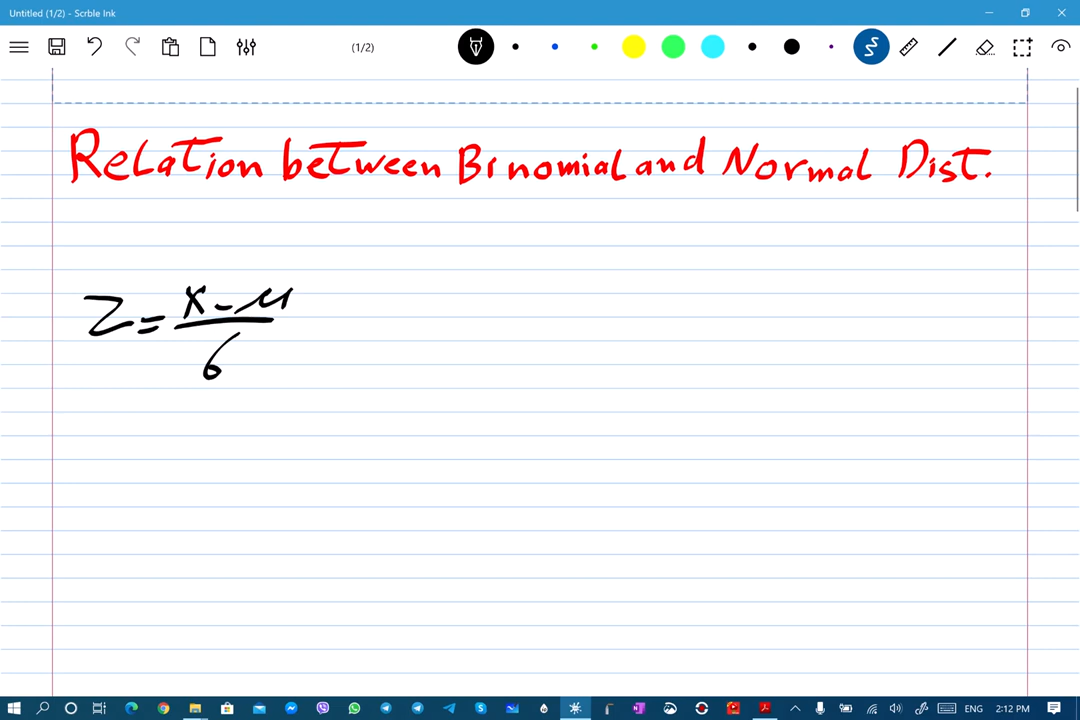 Untitled (1/2) - Scrble Ink
(1/2)
Relation between Binomial and Normal Dist.
Z = x - μ / σ
ENG 2:12 PM